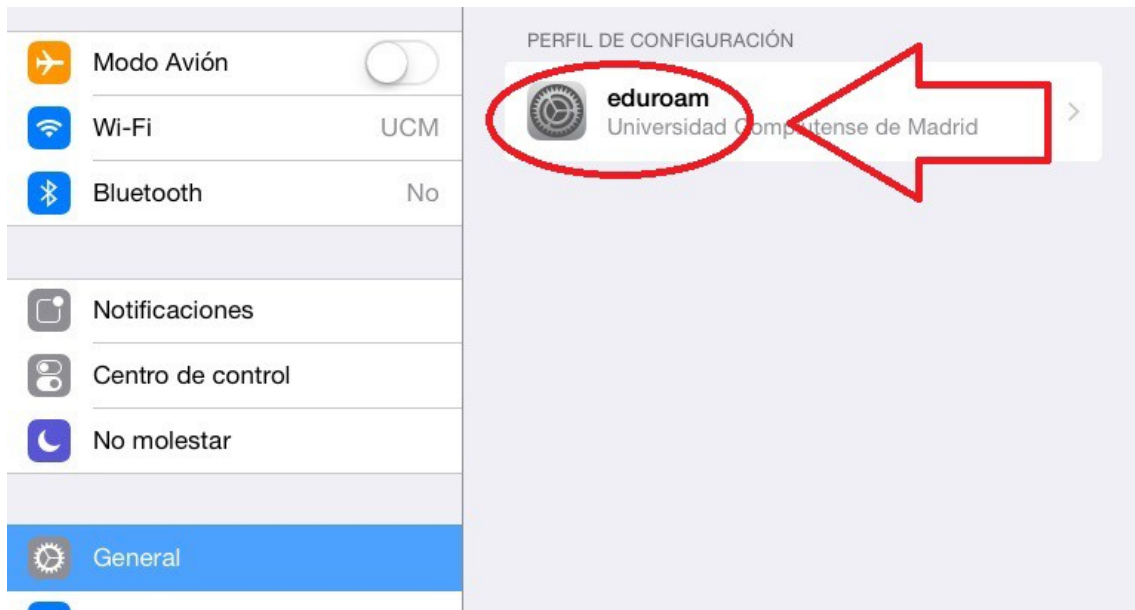 Modo Avión
Wi-Fi UCM
Bluetooth No
Notificaciones
Centro de control
No molestar
General
PERFIL DE CONFIGURACIÓN
eduroam
Universidad Complutense de Madrid